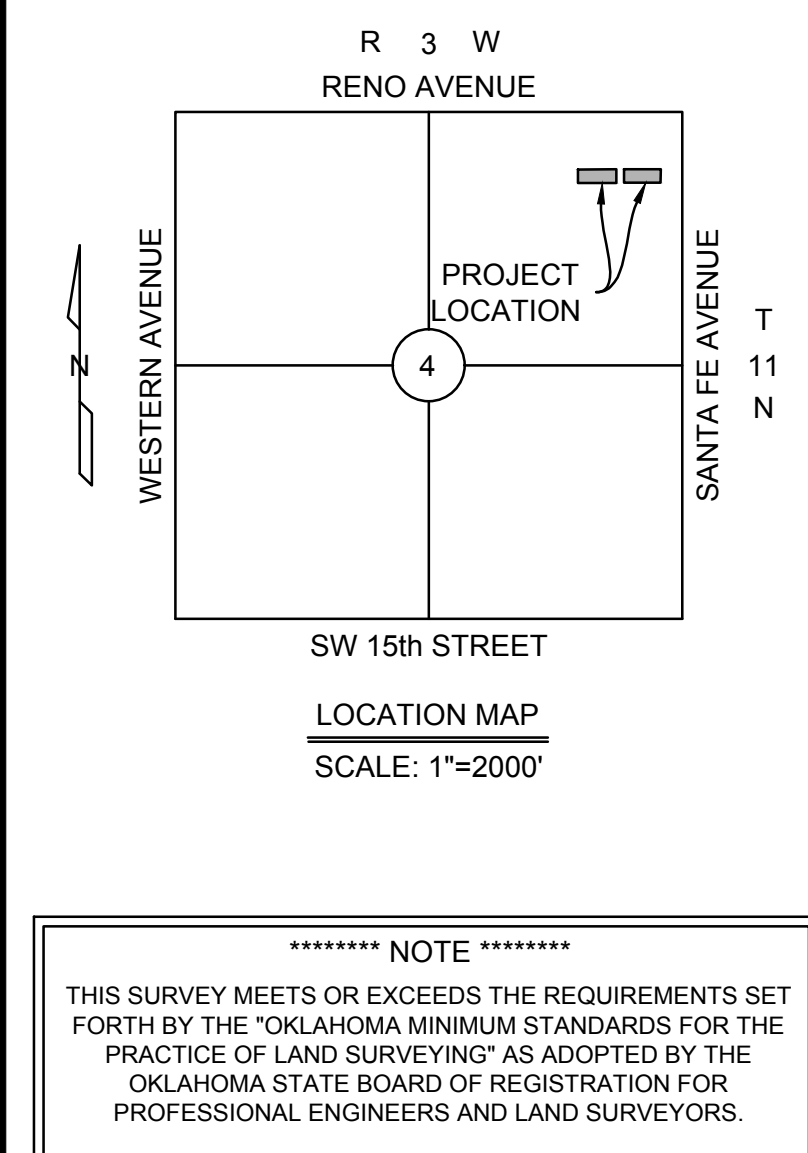 R 3 W
RENO AVENUE
WESTERN AVENUE
N
PROJECT
LOCATION
4
SANTA FE AVENUE
T
11
N
SW 15th STREET
LOCATION MAP
SCALE: 1"=2000'
******** NOTE ********
THIS SURVEY MEETS OR EXCEEDS THE REQUIREMENTS SET
FORTH BY THE "OKLAHOMA MINIMUM STANDARDS FOR THE
PRACTICE OF LAND SURVEYING" AS ADOPTED BY THE
OKLAHOMA STATE BOARD OF REGISTRATION FOR
PROFESSIONAL ENGINEERS AND LAND SURVEYORS.